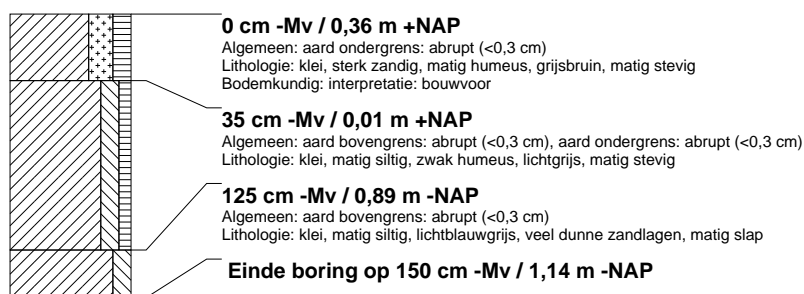 0 cm -Mv / 0,36 m +NAP
Algemeen: aard ondergrens: abrupt (<0,3 cm)
Lithologie: klei, sterk zandig, matig humeus, grijsbruin, matig stevig
Bodemkundig: interpretatie: bouwvoor
35 cm -Mv / 0,01 m +NAP
Algemeen: aard bovengrens: abrupt (<0,3 cm), aard ondergrens: abrupt (<0,3 cm)
Lithologie: klei, matig siltig, zwak humeus, lichtgrijs, matig stevig
125 cm -Mv / 0,89 m -NAP
Algemeen: aard bovengrens: abrupt (<0,3 cm)
Lithologie: klei, matig siltig, lichtblauwgrijs, veel dunne zandlagen, matig slap
Einde boring op 150 cm -Mv / 1,14 m -NAP